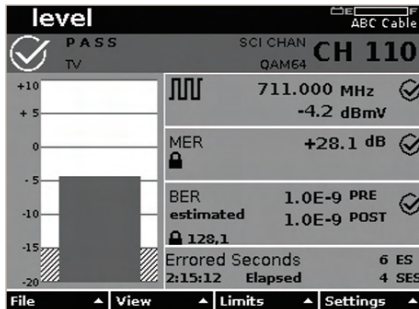 level
E F
ABC Cable
PASS
TV
SCI CHAN
QAM64
CH 110
+10
+ 5
0
- 5
-10
-15
-20
711.000 MHz
-4.2 dBmV
MER
+28.1 dB
BER
estimated
128,1
1.0E-9 PRE
1.0E-9 POST
Errored Seconds 6 ES
2:15:12 Elapsed 4 SES
File View Limits Settings